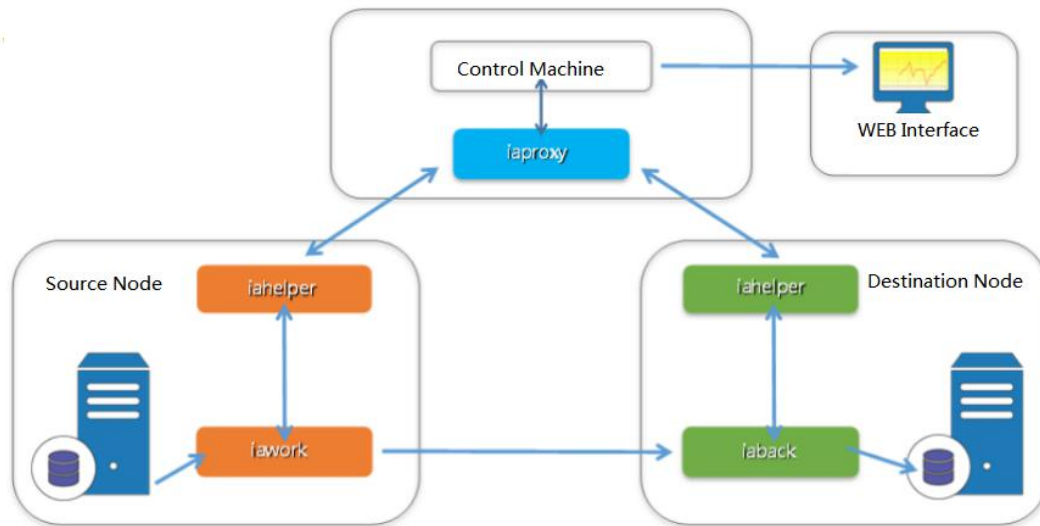 Control Machine
WEB Interface
iaproxy
Source Node
iahelper
iahelper
Destination Node
iawork
iaback